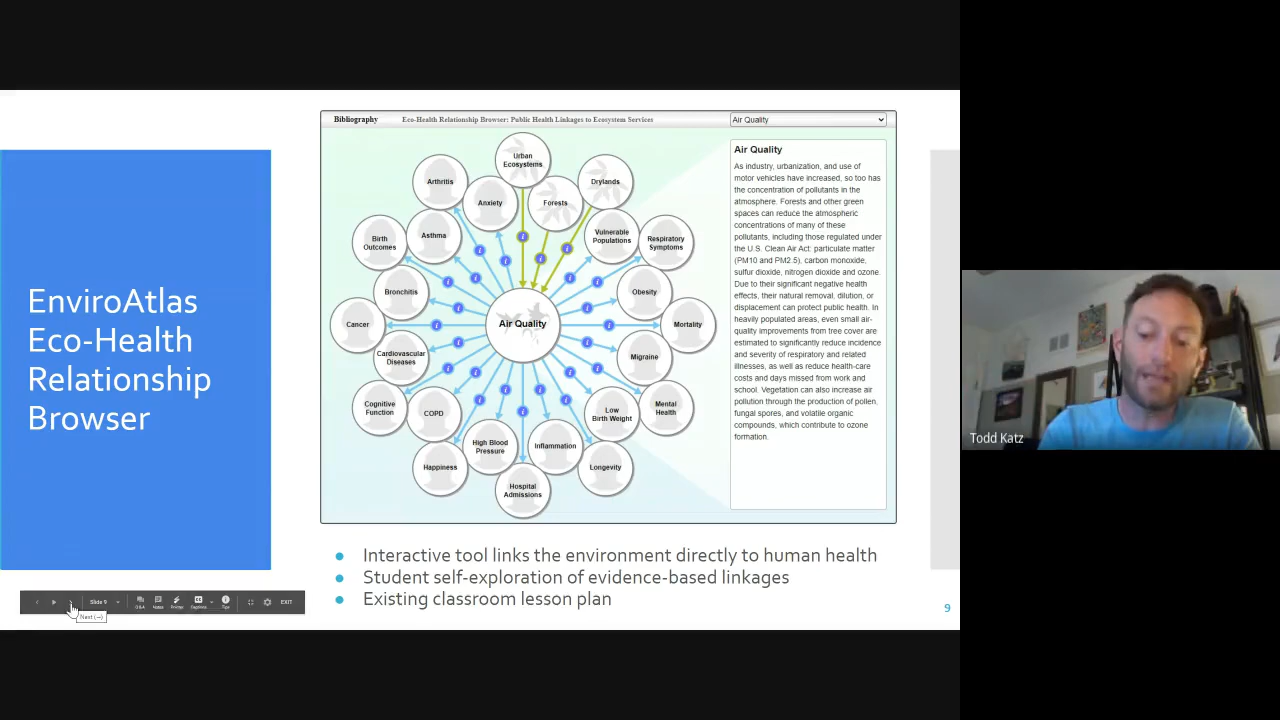 EnviroAtlas
Eco-Health
Relationship
Browser
Bibliography
Eco-Health Relationship Browser: Public Health Linkages to Ecosystem Services
Air Quality
Urban
Ecosystems
Arthritis
Drylands
Anxiety
Forests
Birth
Outcomes
Asthma
Vulnerable
Populations
Respiratory
Symptoms
Bronchitis
Obesity
Cancer
Air Quality
Mortality
Cardiovascular
Diseases
Migraine
Cognitive
Function
COPD
Low
Birth Weight
Mental
Health
High Blood
Pressure
Inflammation
Happiness
Longevity
Hospital
Admissions
Air Quality
As industry, urbanization, and use of
motor vehicles have increased, so too has
the concentration of pollutants in the
atmosphere. Forests and other green
spaces can reduce the atmospheric
concentrations of many of these
pollutants, including those regulated under
the U.S. Clean Air Act: particulate matter
(PM10 and PM2.5), carbon monoxide,
sulfur dioxide, nitrogen dioxide and ozone.
Due to their significant negative health
effects, their natural removal, dilution, or
displacement can protect public health. In
heavily populated areas, even small air-
quality improvements from tree cover are
estimated to significantly reduce incidence
and severity of respiratory and related
illnesses, as well as reduce health-care
costs and days missed from work and
school. Vegetation can also increase air
pollution through the production of pollen,
fungal spores, and volatile organic
compounds, which contribute to ozone
formation.
Interactive tool links the environment directly to human health
Student self-exploration of evidence-based linkages
Existing classroom lesson plan
Slide 9
Q&A
Notes
Pointer
Captions
Tips
EXIT
Next (→)
9
Todd Katz